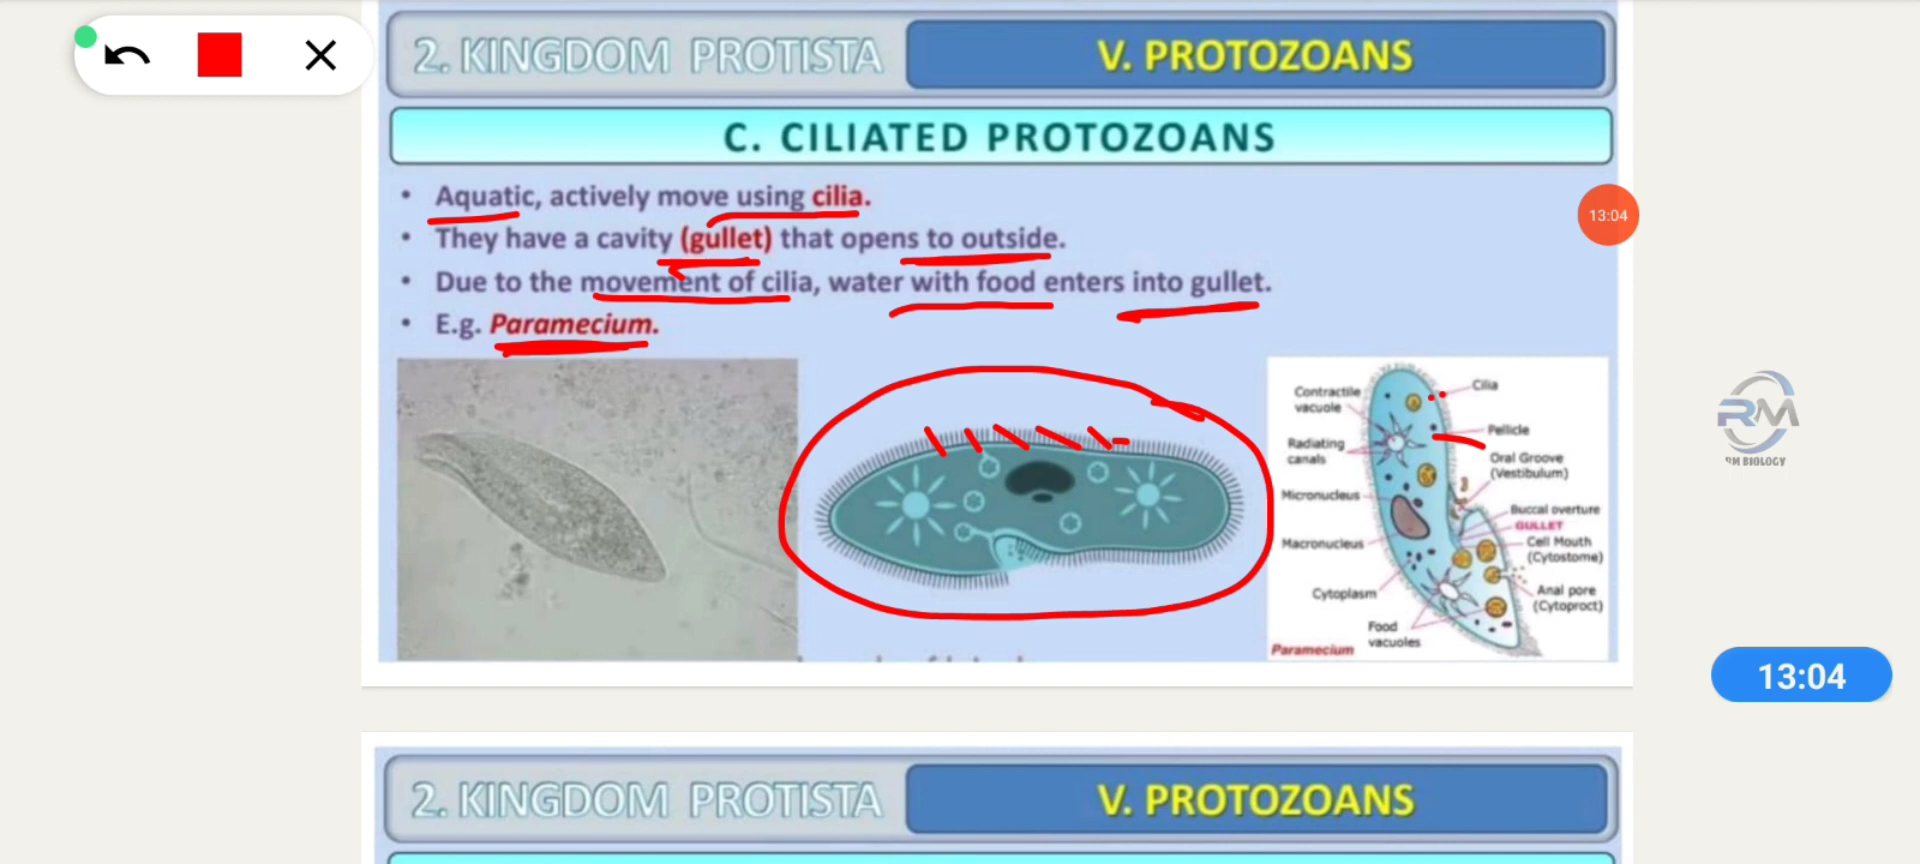 2. KINGDOM PROTISTA
V. PROTOZOANS
C. CILIATED PROTOZOANS
• Aquatic, actively move using cilia.
• They have a cavity (gullet) that opens to outside.
• Due to the movement of cilia, water with food enters into gullet.
• E.g. Paramecium.
13:04
Contractile
vacuole
Radiating
canals
Micronucleus
Macronucleus
Cytoplasm
Food
vacuoles
Paramecium
Cilia
Pellicle
Oral Groove
(Vestibulum)
Buccal overture
GULLET
Cell Mouth
(Cytostome)
Anal pore
(Cytoproct)
RM
RM BIOLOGY
13:04
2. KINGDOM PROTISTA
V. PROTOZOANS